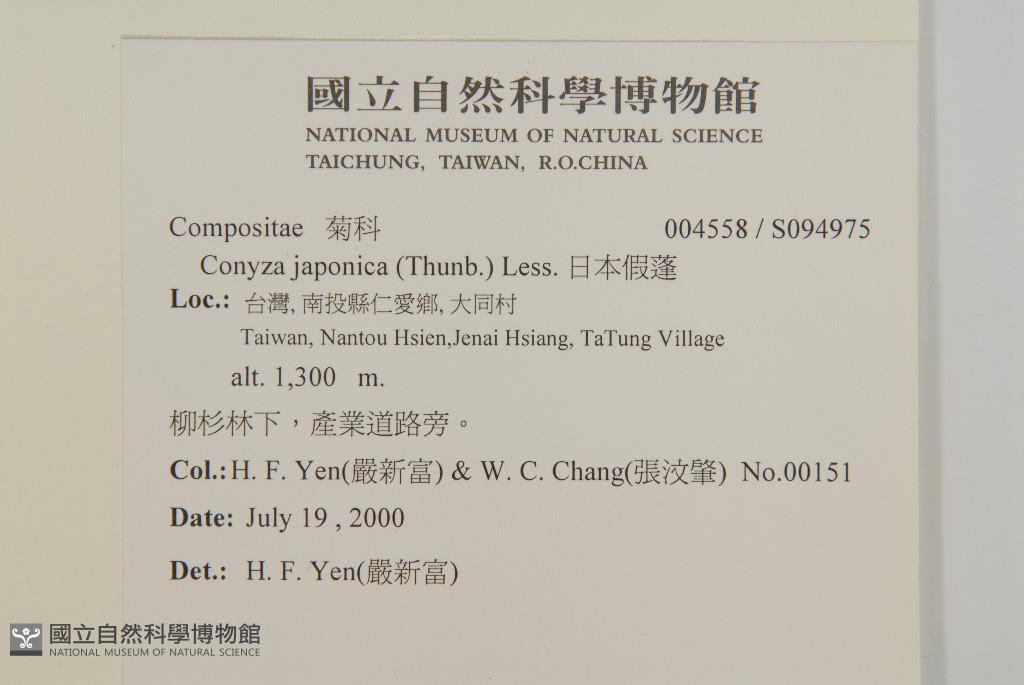 國立自然科學博物館
NATIONAL MUSEUM OF NATURAL SCIENCE
TAICHUNG, TAIWAN, R.O.CHINA
Compositae 菊科 004558 / S094975
Conyza japonica (Thunb.) Less. 日本假蓬
Loc.: 台灣, 南投縣仁愛鄉, 大同村
Taiwan, Nantou Hsien,Jenai Hsiang, TaTung Village
alt. 1,300 m.
柳杉林下，產業道路旁。
Col.: H. F. Yen(嚴新富) & W. C. Chang(張汶肇) No.00151
Date: July 19 , 2000
Det.: H. F. Yen(嚴新富)
國立自然科學博物館
NATIONAL MUSEUM OF NATURAL SCIENCE